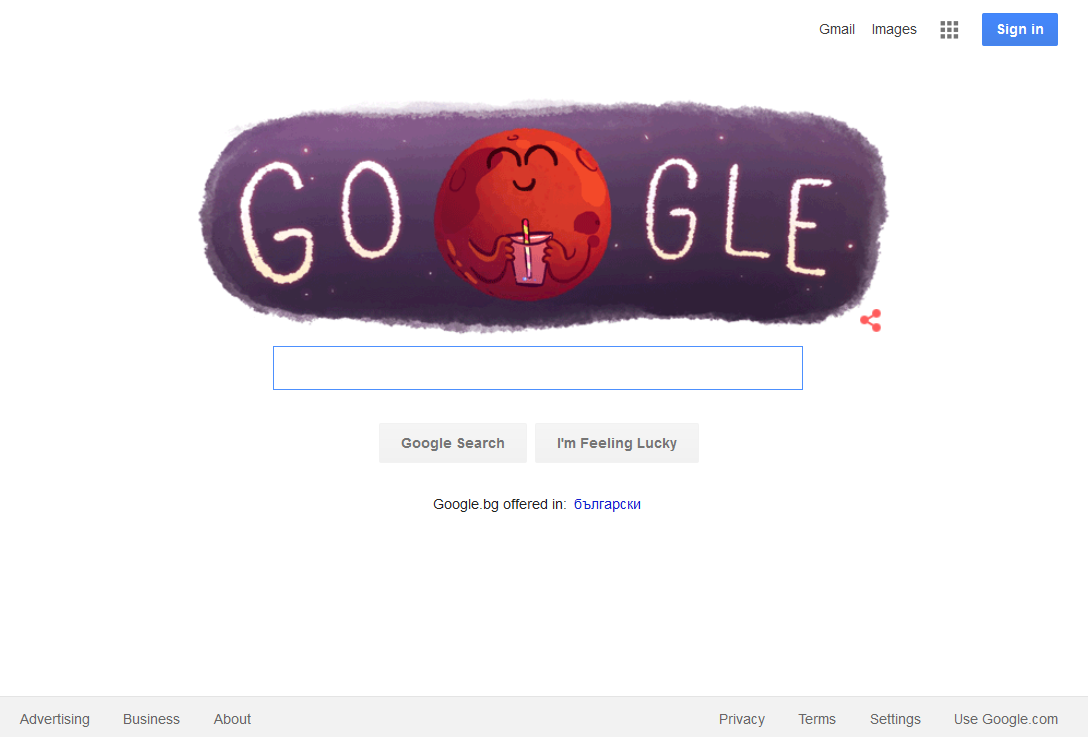 Gmail Images Sign in
GO GLE
Google Search I'm Feeling Lucky
Google.bg offered in: български
Advertising Business About Privacy Terms Settings Use Google.com